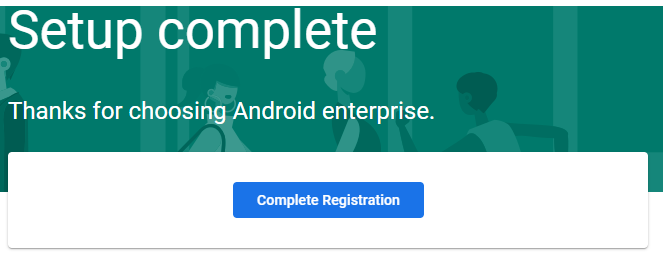 Setup complete
Thanks for choosing Android enterprise.
Complete Registration